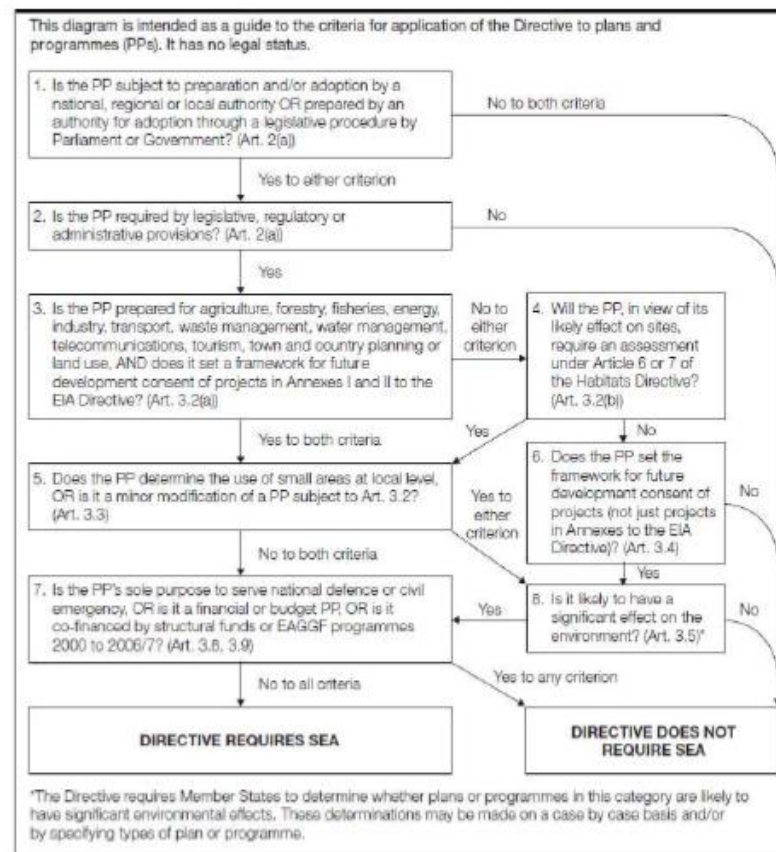 This diagram is intended as a guide to the criteria for application of the Directive to plans and
programmes (PPs). It has no legal status.
1. Is the PP subject to preparation and/or adoption by a
national, regional or local authority OR prepared by an
authority for adoption through a legislative procedure by
Parliament or Government? (Art. 2(a))
No to both criteria
Yes to either criterion
2. Is the PP required by legislative, regulatory or
administrative provisions? (Art. 2(a))
No
Yes
3. Is the PP prepared for agriculture, forestry, fisheries, energy,
industry, transport, waste management, water management,
telecommunications, tourism, town and country planning or
land use, AND does it set a framework for future
development consent of projects in Annexes I and II to the
EIA Directive? (Art. 3.2(a))
No to
either
criterion
4. Will the PP, in view of its
likely effect on sites,
require an assessment
under Article 6 or 7 of
the Habitats Directive?
(Art. 3.2(b))
Yes to both criteria
Yes
No
5. Does the PP determine the use of small areas at local level,
OR is it a minor modification of a PP subject to Art. 3.2?
(Art. 3.3)
Yes to
either
criterion
6. Does the PP set the
framework for future
development consent of
projects (not just projects
in Annexes to the EIA
Directive)? (Art. 3.4)
No
No to both criteria
Yes
7. Is the PP's sole purpose to serve national defence or civil
emergency, OR is it a financial or budget PP, OR is it
co-financed by structural funds or EAGGF programmes
2000 to 2006/7? (Art. 3.8, 3.9)
Yes
8. Is it likely to have a
significant effect on the
environment? (Art. 3.5)*
No
No to all criteria
Yes to any criterion
DIRECTIVE REQUIRES SEA
DIRECTIVE DOES NOT
REQUIRE SEA
*The Directive requires Member States to determine whether plans or programmes in this category are likely to
have significant environmental effects. These determinations may be made on a case by case basis and/or
by specifying types of plan or programme.